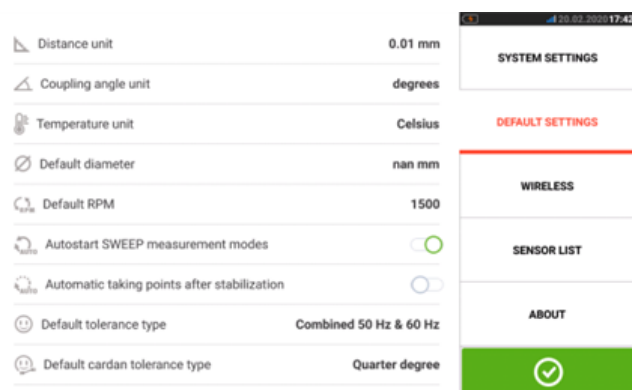 20.02.2020 17:42
Distance unit 0.01 mm
Coupling angle unit degrees
Temperature unit Celsius
Default diameter nan mm
Default RPM 1500
Autostart SWEEP measurement modes
Automatic taking points after stabilization
Default tolerance type Combined 50 Hz & 60 Hz
Default cardan tolerance type Quarter degree
SYSTEM SETTINGS
DEFAULT SETTINGS
WIRELESS
SENSOR LIST
ABOUT